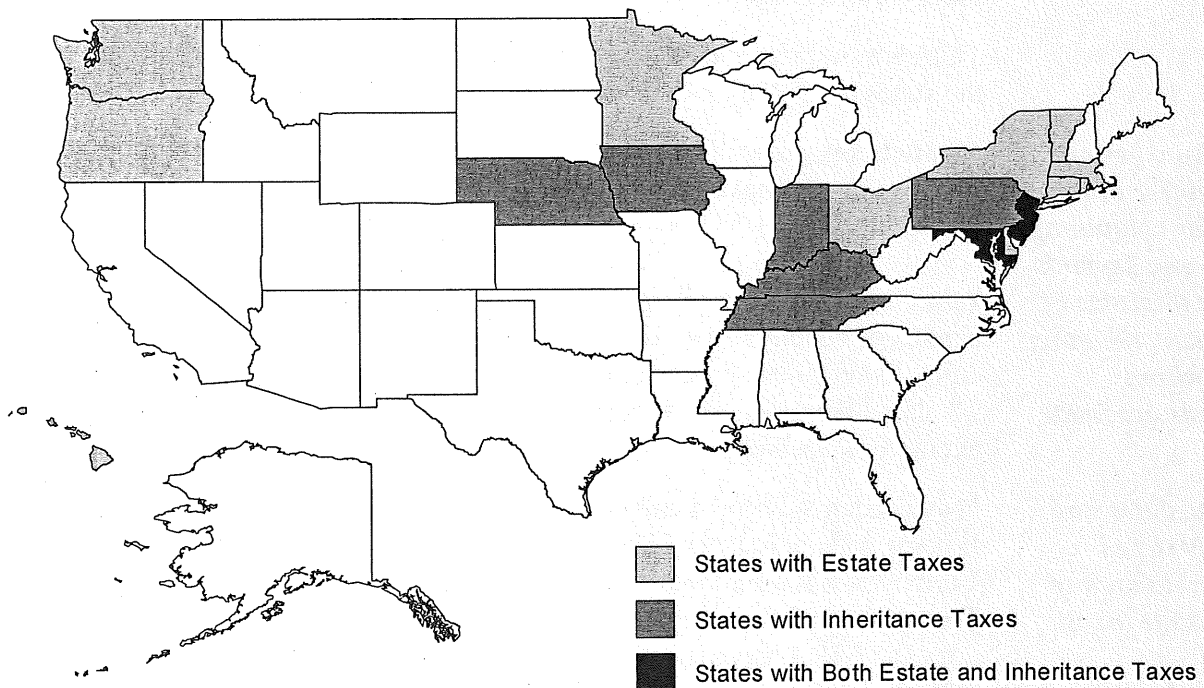 States with Estate Taxes
States with Inheritance Taxes
States with Both Estate and Inheritance Taxes